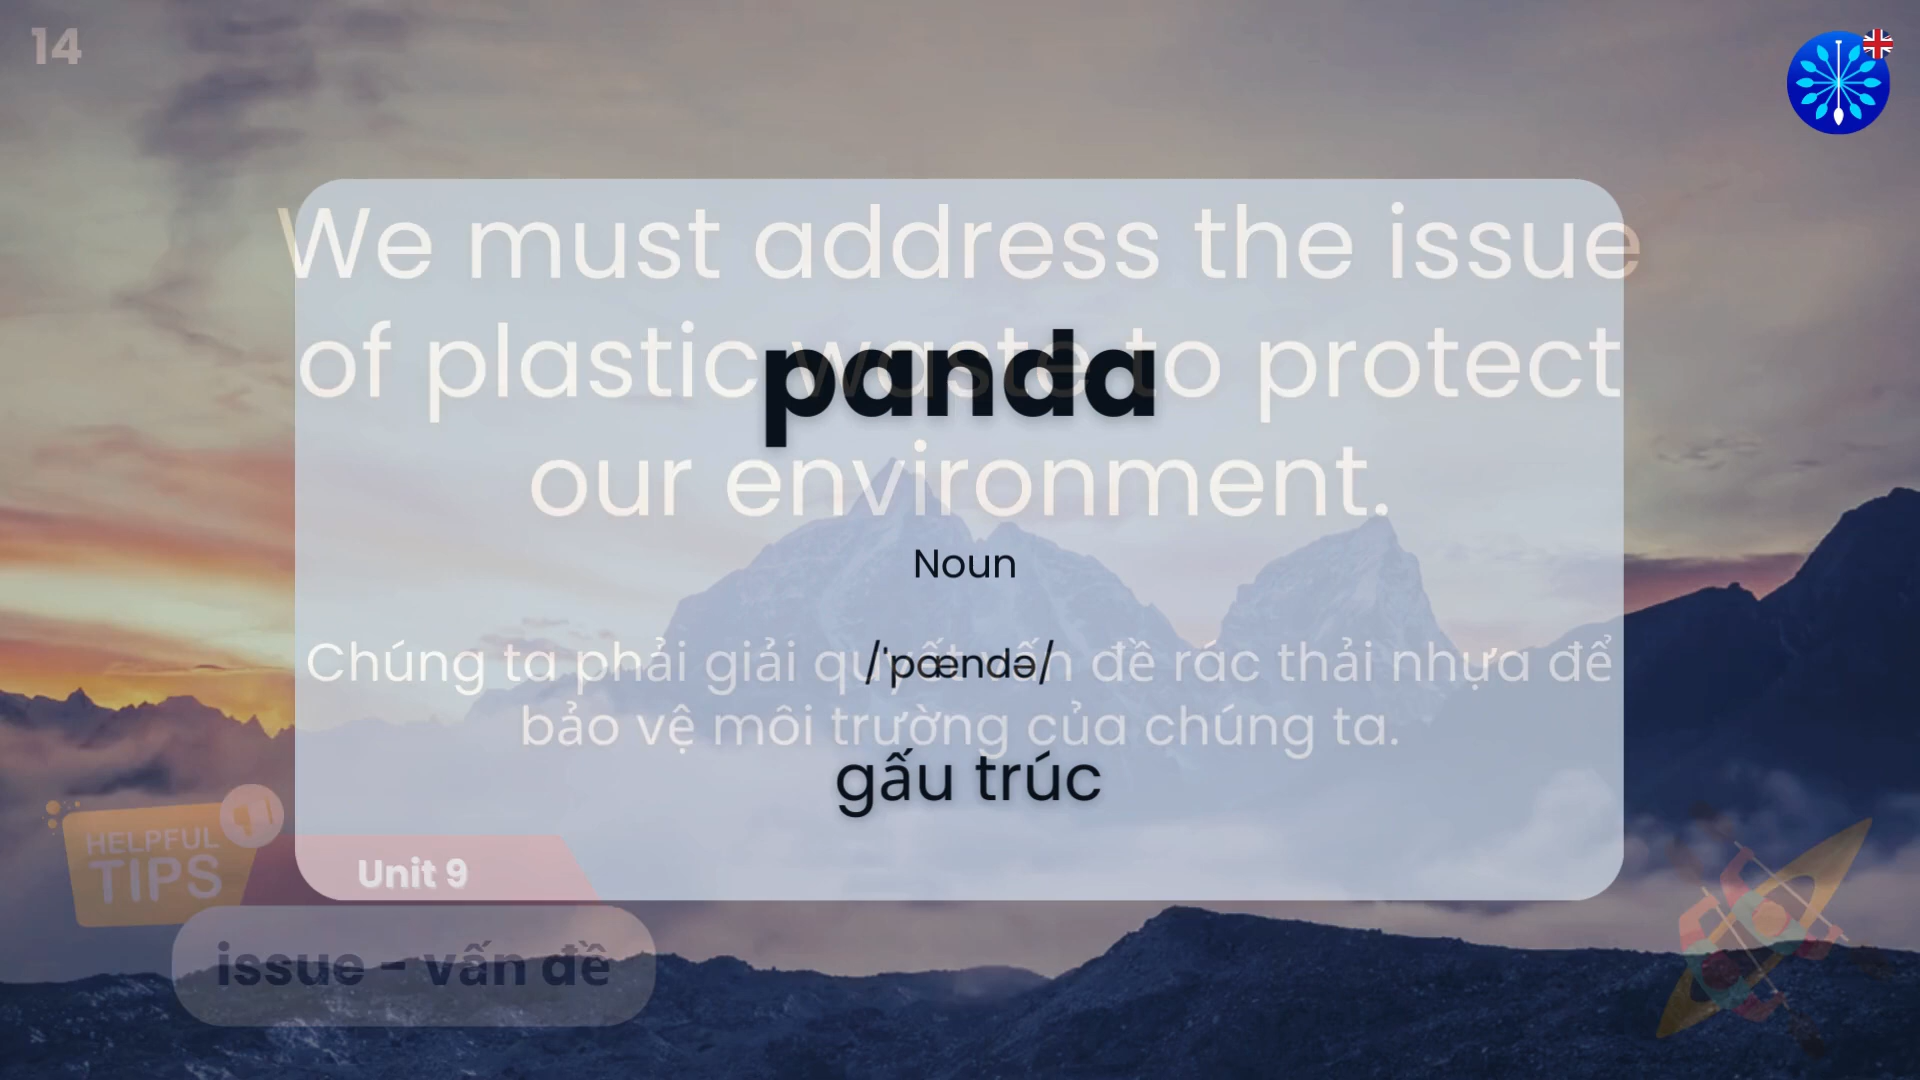 14
We must address the issue
of plastic waste to protect
our environment.
panda
Noun
/ˈpændə/
Chúng ta phải giải quyết vấn đề rác thải nhựa để
bảo vệ môi trường của chúng ta.
gấu trúc
HELPFUL
TIPS
Unit 9
issue - vấn đề